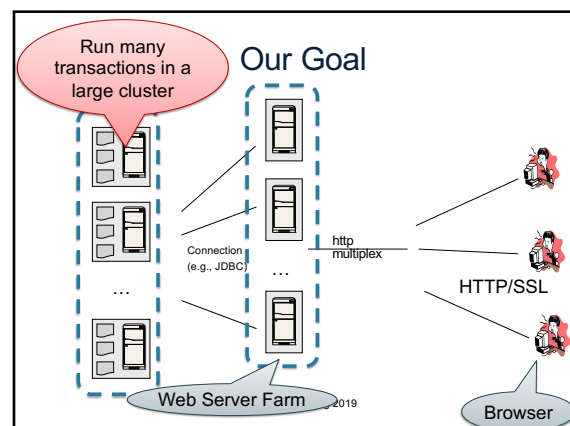 Run many
transactions in a
large cluster
Our Goal
Connection
(e.g., JDBC)
http
multiplex
...
...
HTTP/SSL
Web Server Farm
2019
Browser